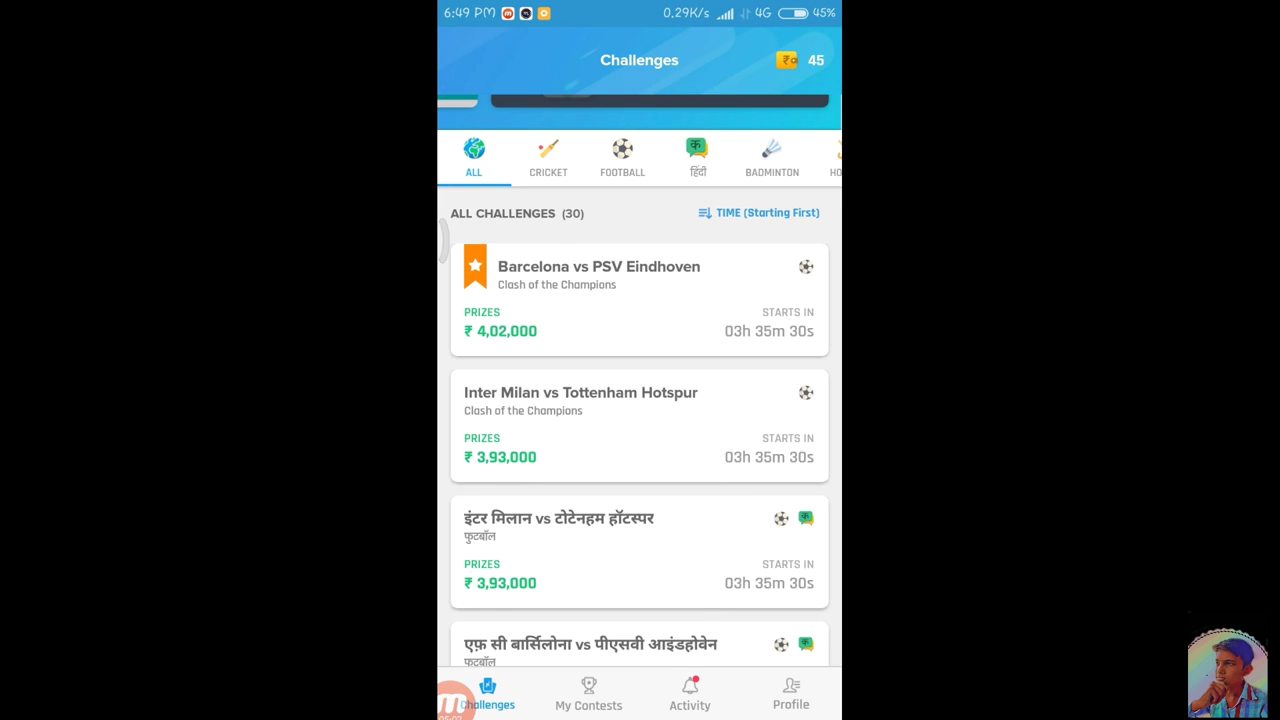 6:49 PM 0.29K/s 4G 45%
Challenges 45
ALL CRICKET FOOTBALL हिंदी BADMINTON HO
ALL CHALLENGES (30) TIME (Starting First)
Barcelona vs PSV Eindhoven
Clash of the Champions
PRIZES STARTS IN
₹ 4,02,000 03h 35m 30s
Inter Milan vs Tottenham Hotspur
Clash of the Champions
PRIZES STARTS IN
₹ 3,93,000 03h 35m 30s
इंटर मिलान vs टोटेनहम हॉटस्पर
फुटबॉल
PRIZES STARTS IN
₹ 3,93,000 03h 35m 30s
एफ़ सी बार्सिलोना vs पीएसवी आइंडहोवेन
फुटबॉल
Challenges My Contests Activity Profile